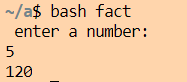 ~/a$ bash fact
enter a number:
5
120